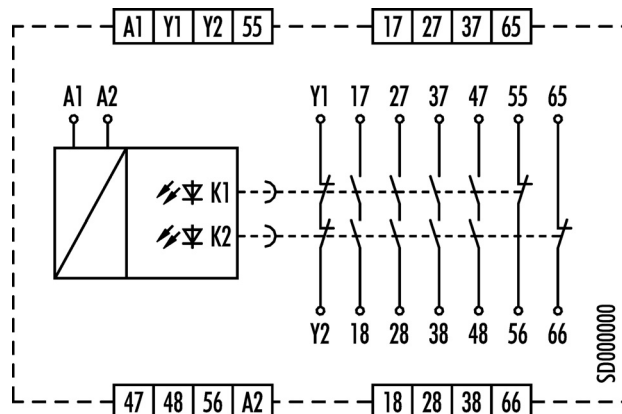 A1 Y1 Y2 55 17 27 37 65
A1 A2 Y1 17 27 37 47 55 65
K1
K2
Y2 18 28 38 48 56 66
SD000000
47 48 56 A2 18 28 38 66